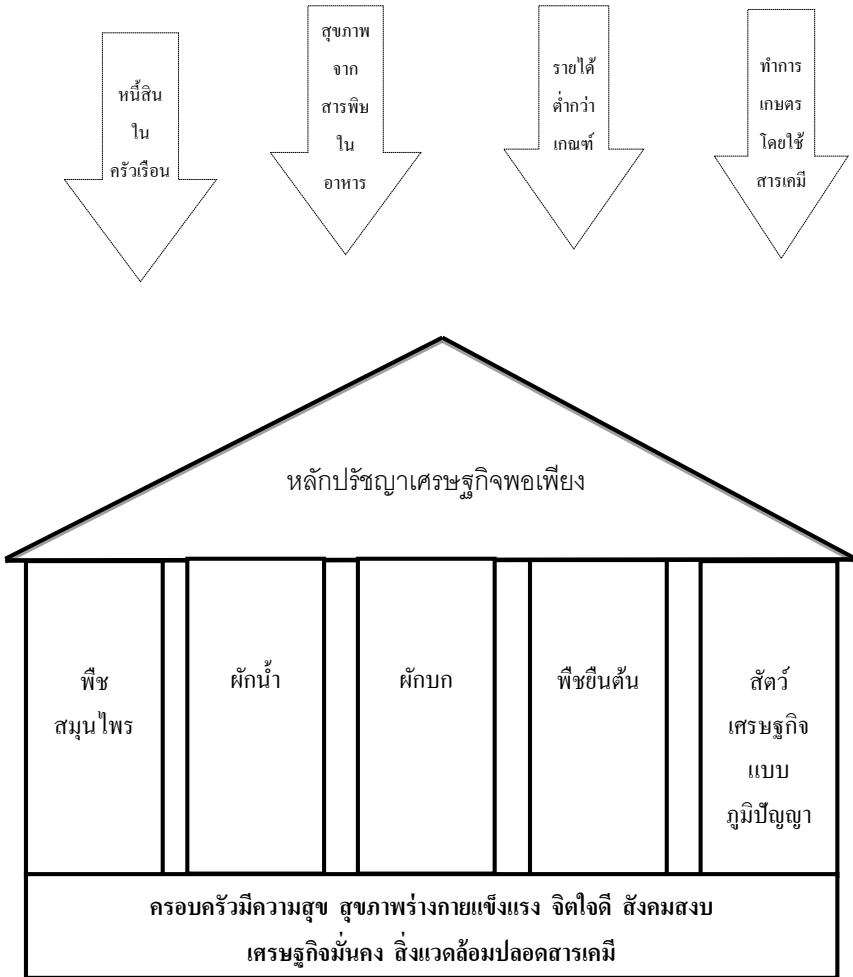 หนี้สิน
ใน
ครัวเรือน
สุขภาพ
จาก
สารพิษ
ใน
อาหาร
รายได้
ต่ำกว่า
เกณฑ์
ทำการ
เกษตร
โดยใช้
สารเคมี
หลักปรัชญาเศรษฐกิจพอเพียง
พืช
สมุนไพร
ผักน้ำ
ผักบก
พืชยืนต้น
สัตว์
เศรษฐกิจ
แบบ
ภูมิปัญญา
ครอบครัวมีความสุข สุขภาพร่างกายแข็งแรง จิตใจดี สังคมสงบ
เศรษฐกิจมั่นคง สิ่งแวดล้อมปลอดสารเคมี